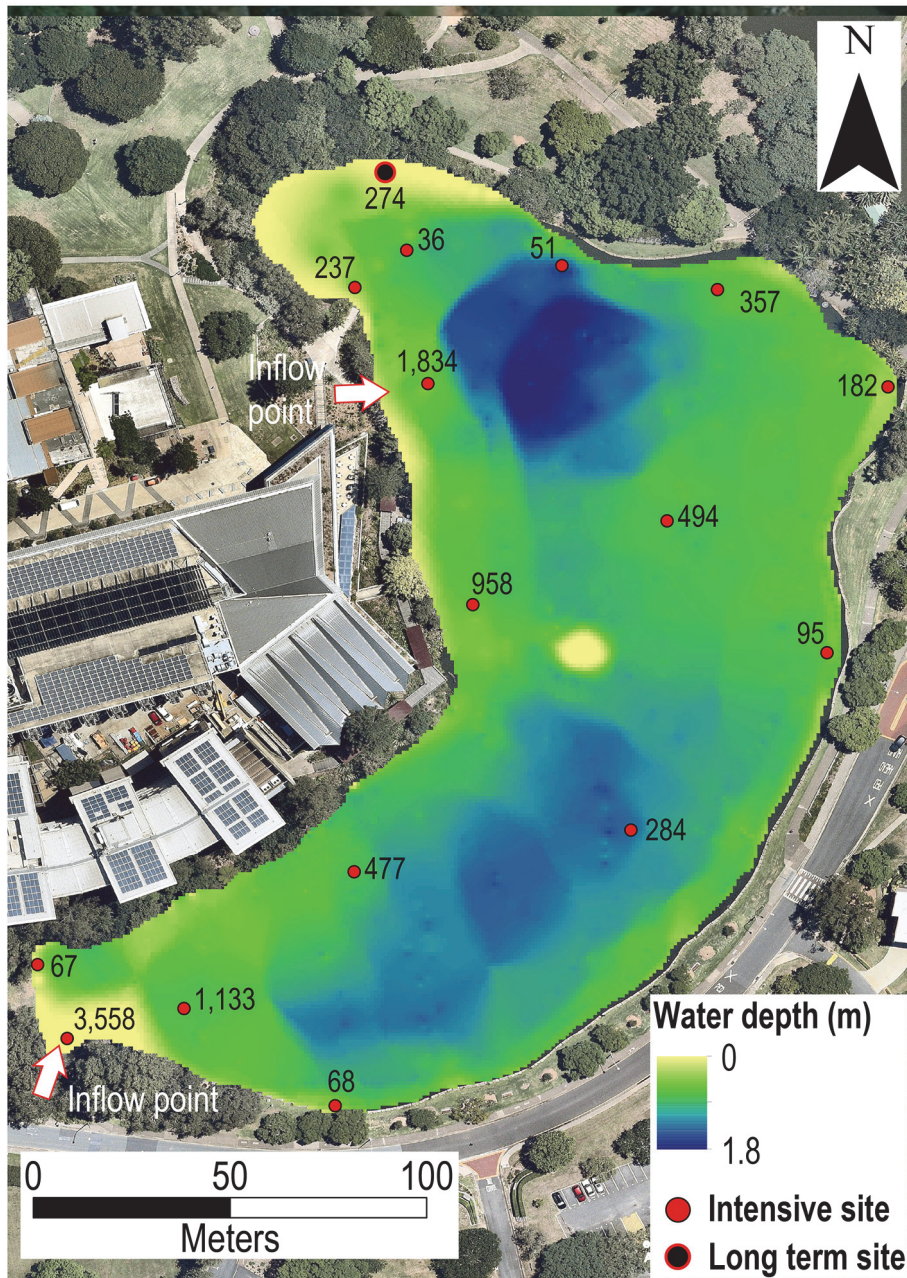 N
274
36
51
237
357
Inflow
point
1,834
182
494
958
95
284
477
67
1,133
3,558
68
Inflow point
Water depth (m)
0
1.8
0 50 100
Meters
Intensive site
Long term site